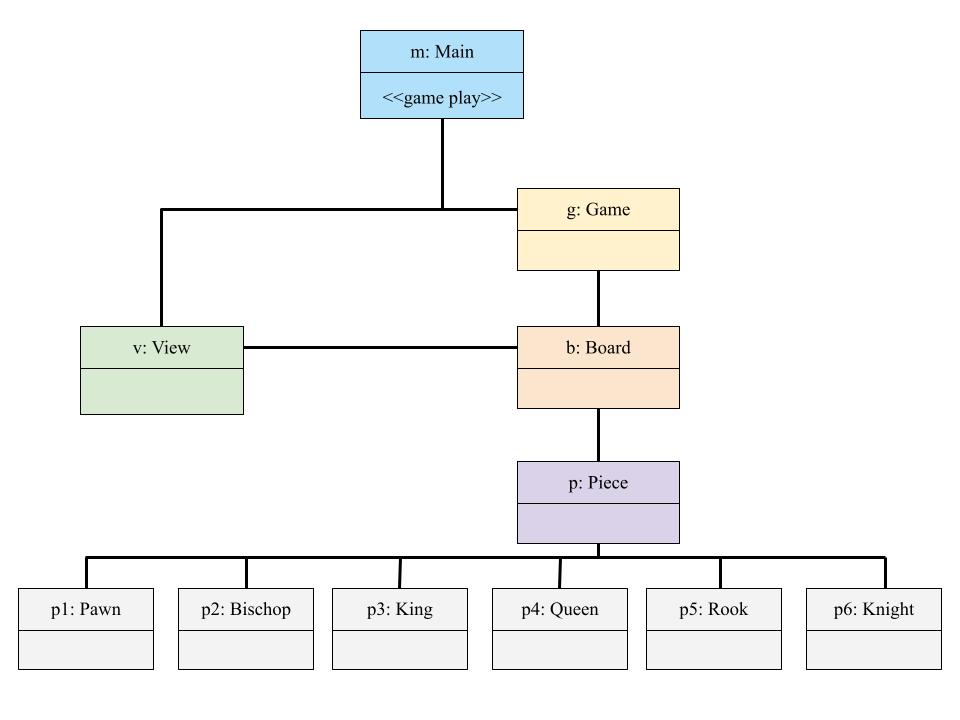 m: Main
<<game play>>
g: Game
v: View
b: Board
p: Piece
p1: Pawn
p2: Bischop
p3: King
p4: Queen
p5: Rook
p6: Knight